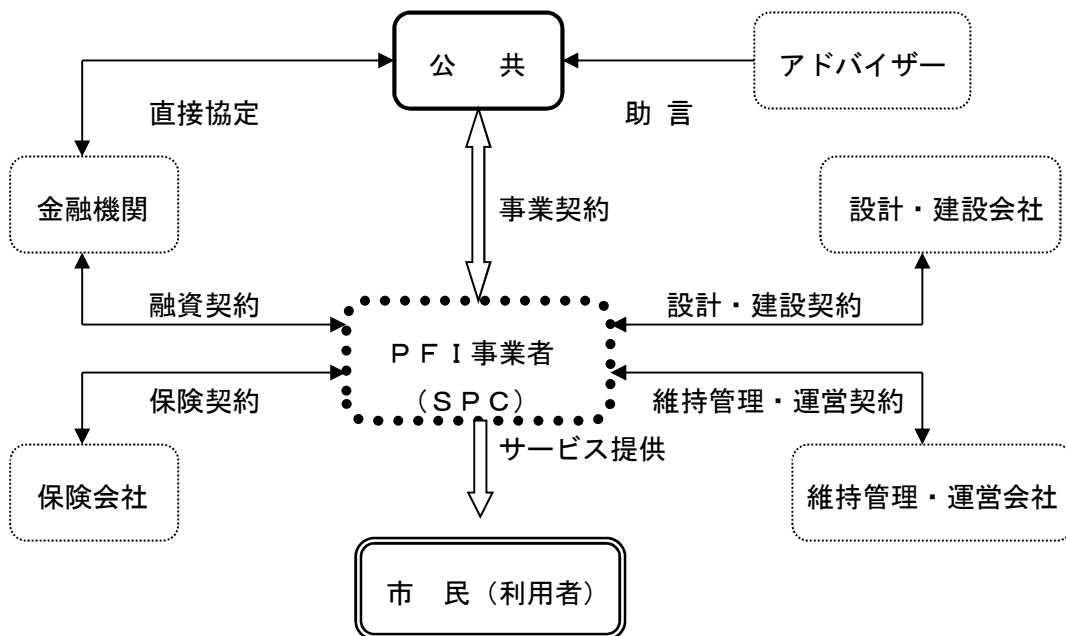 公　共
アドバイザー
直接協定
助 言
金融機関
事業契約
設計・建設会社
融資契約
設計・建設契約
ＰＦＩ事業者
（ＳＰＣ）
保険契約
維持管理・運営契約
サービス提供
保険会社
維持管理・運営会社
市　民（利用者）